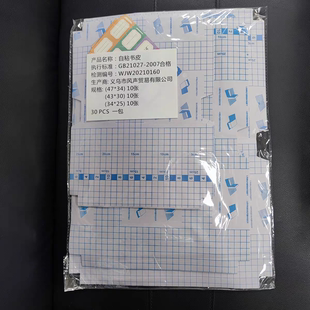 产品名称：自粘书皮
执行标准：GB21027-2007合格
检测编号：WJW20210160
生产商：义乌市风声贸易有限公司
规格：(47*34) 10张
(43*30) 10张
(34*25) 10张
30 PCS 一包